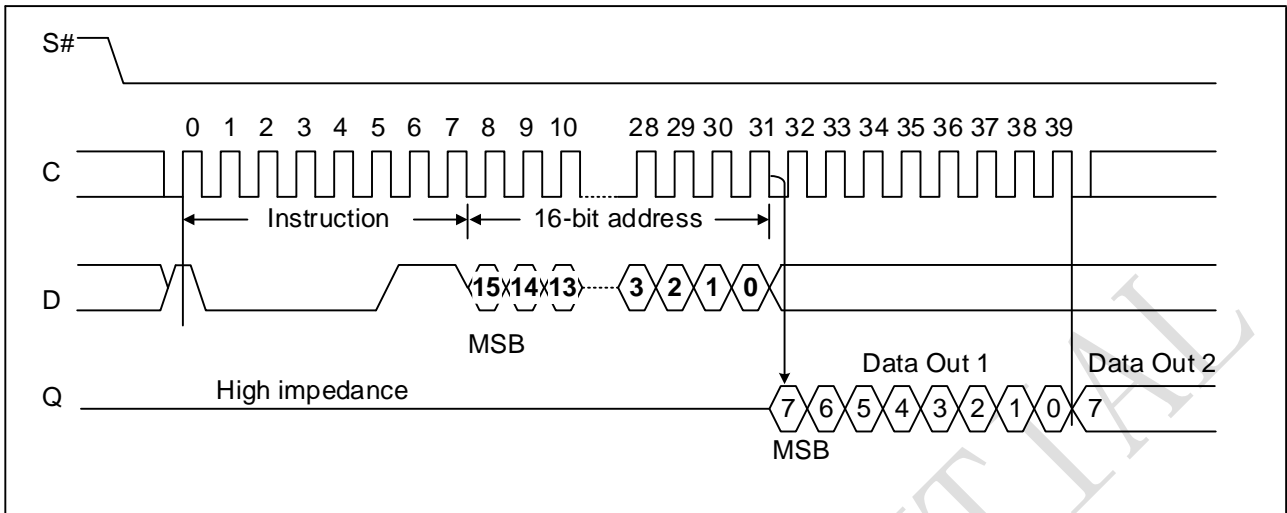 S#
0 1 2 3 4 5 6 7 8 9 10 28 29 30 31 32 33 34 35 36 37 38 39
C
Instruction 16-bit address
D 15 14 13 3 2 1 0
MSB
Data Out 1 Data Out 2
High impedance
Q 7 6 5 4 3 2 1 0 7
MSB
TIAL